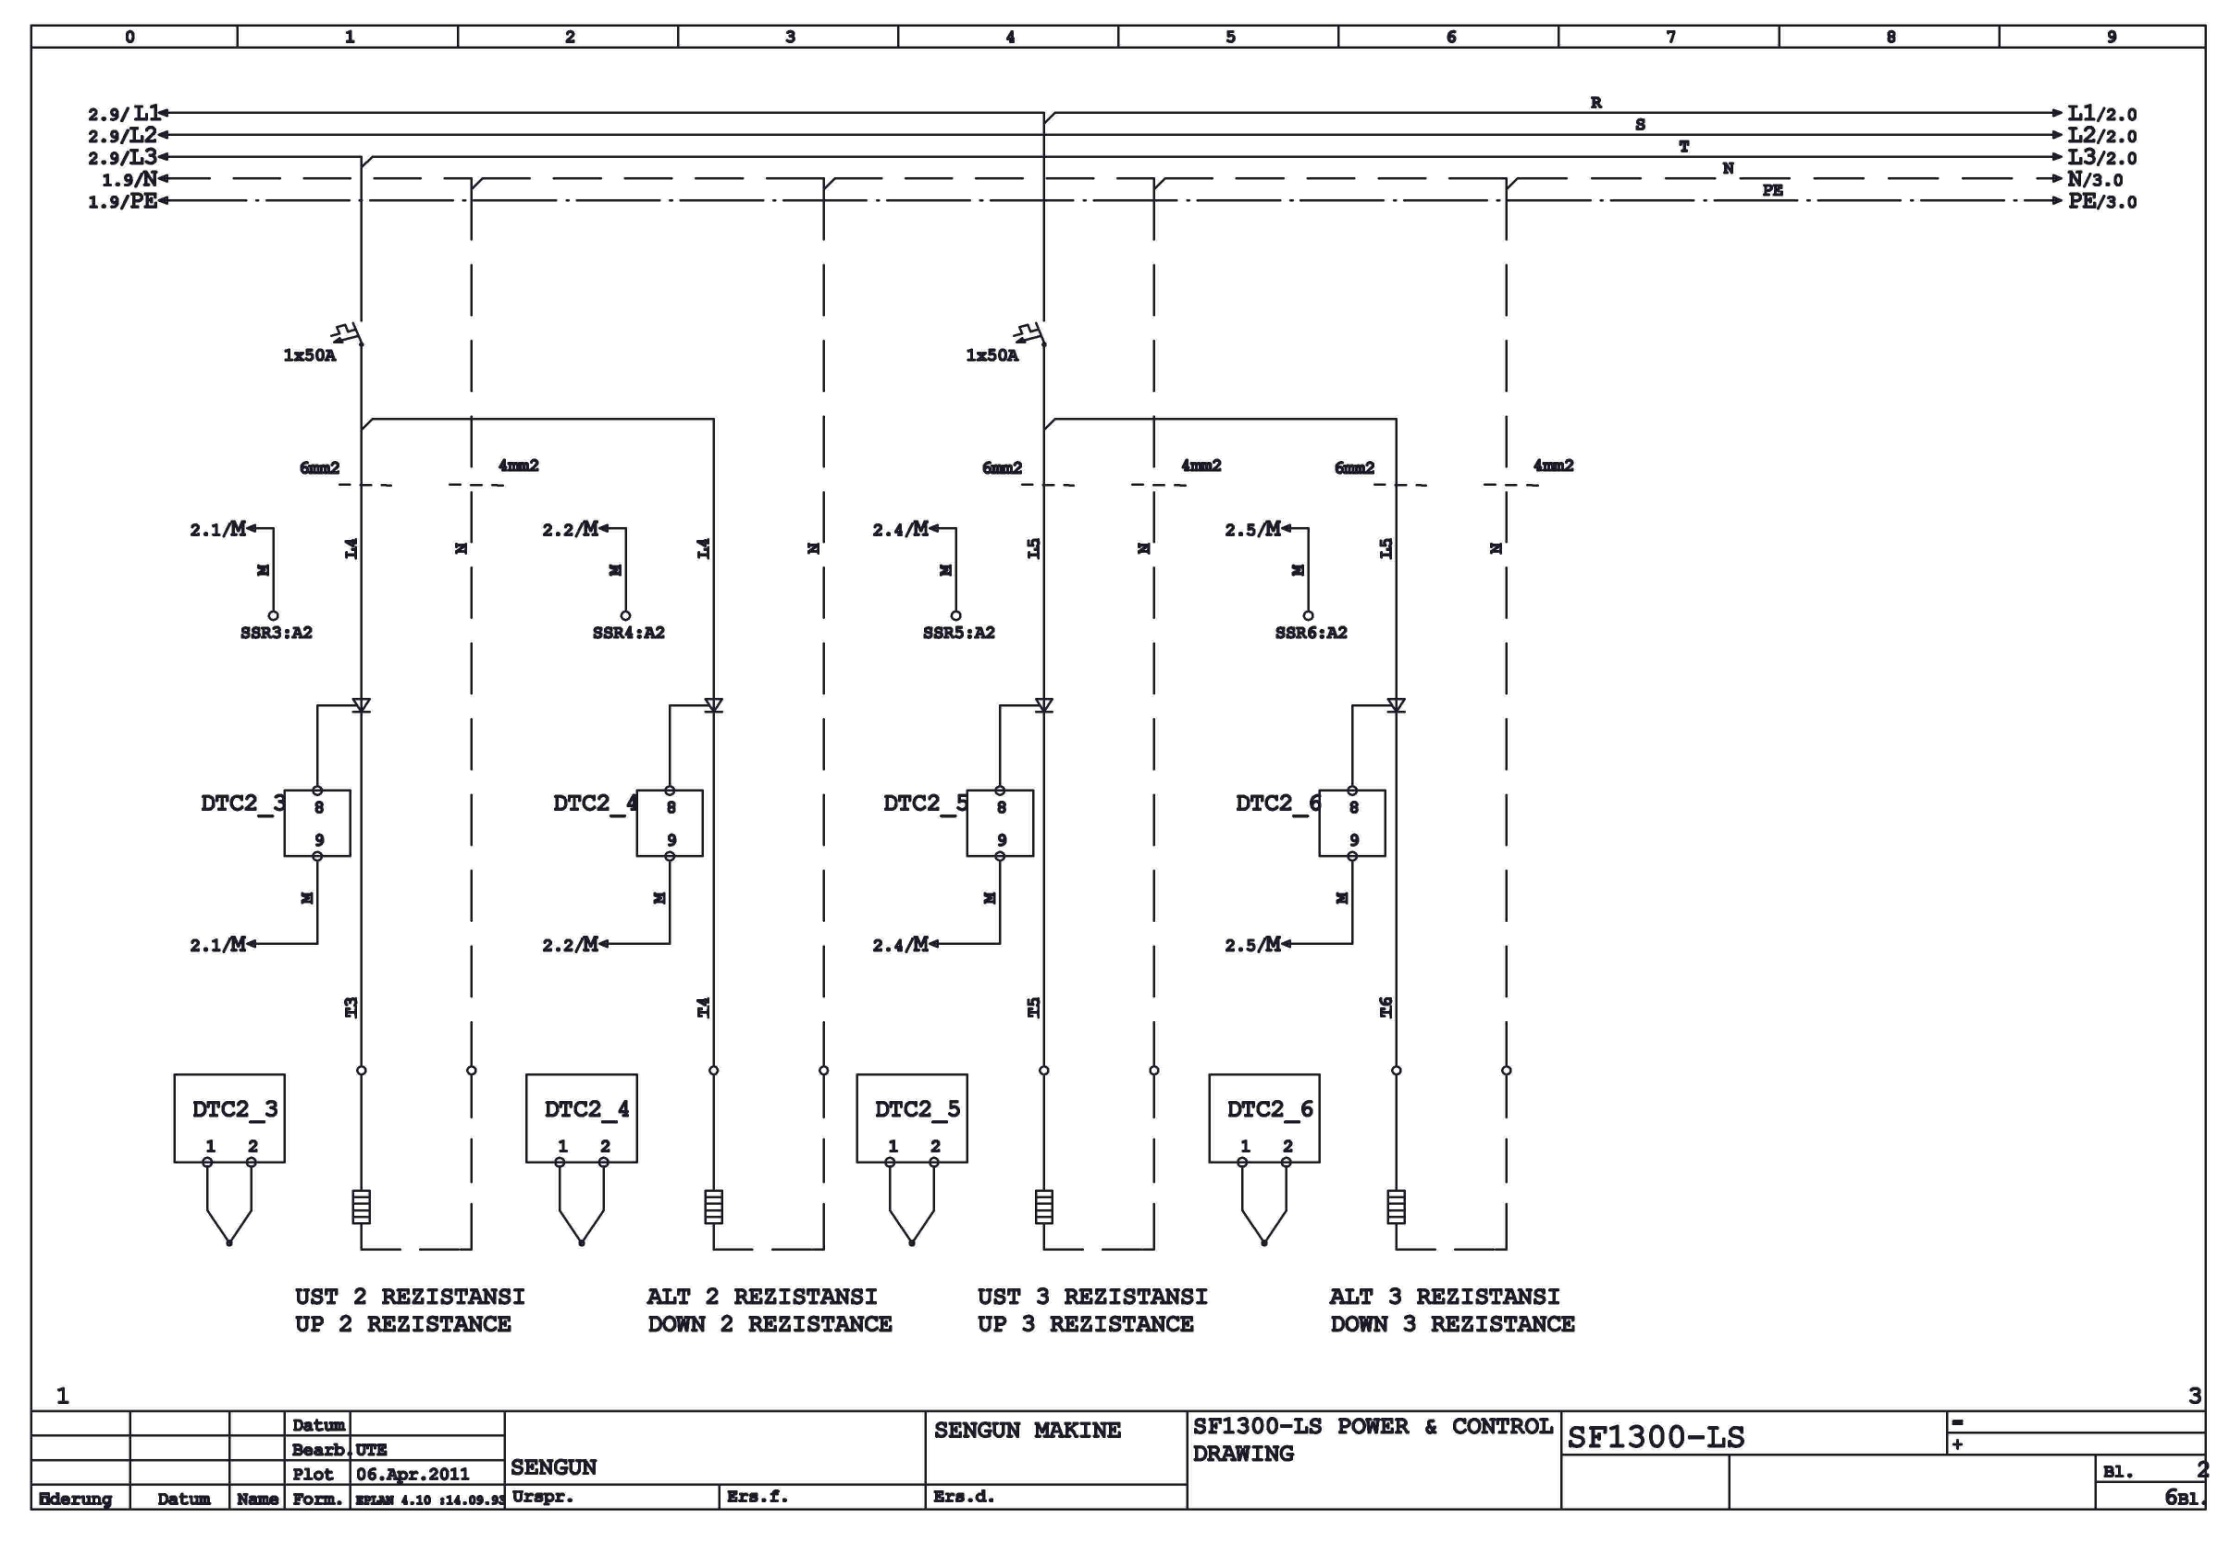 0 1 2 3 4 5 6 7 8 9
2.9/L1 R L1/2.0
2.9/L2 S L2/2.0
2.9/L3 T L3/2.0
1.9/N N N/3.0
1.9/PE PE PE/3.0
1x50A 1x50A
6mm2 4mm2 6mm2 4mm2 6mm2 4mm2
2.1/M 2.2/M 2.4/M 2.5/M
L4 N L4 N L5 N L5 N
M M M M
SSR3:A2 SSR4:A2 SSR5:A2 SSR6:A2
DTC2_3 8 DTC2_4 8 DTC2_5 8 DTC2_6 8
9 9 9 9
M M M M
2.1/M 2.2/M 2.4/M 2.5/M
T3 T4 T5 T6
DTC2_3 DTC2_4 DTC2_5 DTC2_6
1 2 1 2 1 2 1 2
UST 2 REZISTANSI ALT 2 REZISTANSI UST 3 REZISTANSI ALT 3 REZISTANSI
UP 2 REZISTANCE DOWN 2 REZISTANCE UP 3 REZISTANCE DOWN 3 REZISTANCE
1 3
Datum
Bearb. UTE
Plot 06.Apr.2011
Datum Name Form. EPLAN 4.10 :14.09.93
SENGUN
Urspr. Ers.f. Ers.d.
SENGUN MAKINE
SF1300-LS POWER & CONTROL
DRAWING
SF1300-LS
=
+
Bl. 2
6Bl.